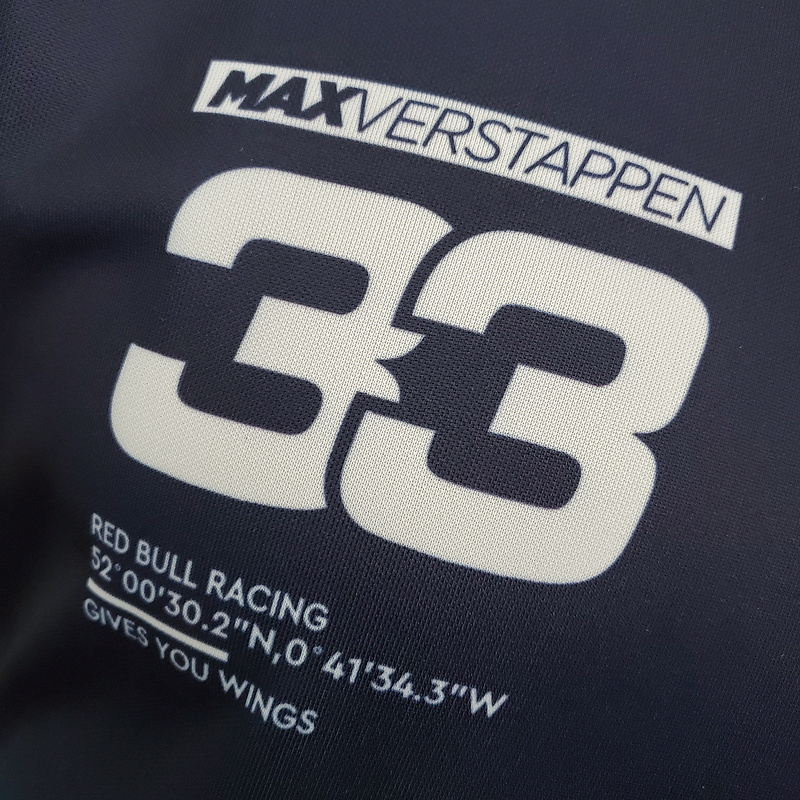 MAXVERSTAPPEN
33
RED BULL RACING
52°00'30.2"N,0°41'34.3"W
GIVES YOU WINGS